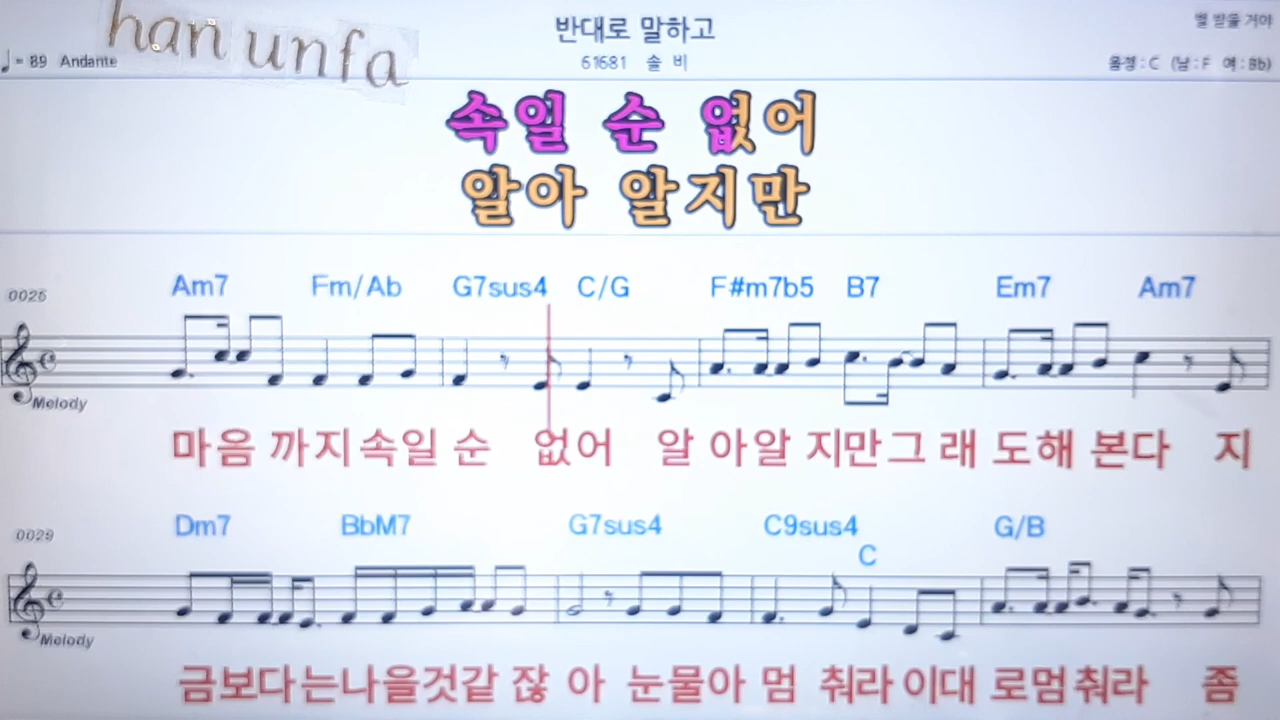 han unfa
반대로 말하고
벌 받을 거야
♩= 89 Andante
61681 솔 비
음정 : C (남 : F 여 : Bb)
속일 순 없어
알아 알지만
0025 Am7 Fm/Ab G7sus4 C/G F#m7b5 B7 Em7 Am7
Melody
마음 까지 속일 순 없어 알 아알 지만그 래 도해 본다 지
0029 Dm7 BbM7 G7sus4 C9sus4 G/B
C
Melody
금보다는나을것같 잖 아 눈물아 멈 춰라 이대 로멈춰라 좀